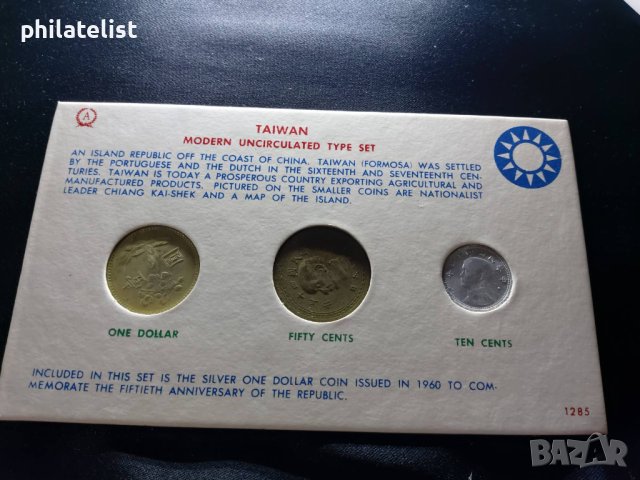 philatelist
A
TAIWAN
MODERN UNCIRCULATED TYPE SET
AN ISLAND REPUBLIC OFF THE COAST OF CHINA. TAIWAN (FORMOSA) WAS SETTLED
BY THE PORTUGUESE AND THE DUTCH IN THE SIXTEENTH AND SEVENTEENTH CEN-
TURIES. TAIWAN IS TODAY A PROSPEROUS COUNTRY EXPORTING AGRICULTURAL AND
MANUFACTURED PRODUCTS. PICTURED ON THE SMALLER COINS ARE NATIONALIST
LEADER CHIANG KAI-SHEK AND A MAP OF THE ISLAND.
ONE DOLLAR
FIFTY CENTS
TEN CENTS
INCLUDED IN THIS SET IS THE SILVER ONE DOLLAR COIN ISSUED IN 1960 TO COM-
MEMORATE THE FIFTIETH ANNIVERSARY OF THE REPUBLIC.
1285
BAZAR